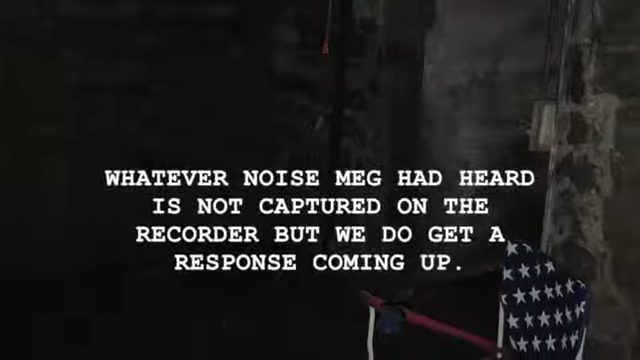 WHATEVER NOISE MEG HAD HEARD
IS NOT CAPTURED ON THE
RECORDER BUT WE DO GET A
RESPONSE COMING UP.